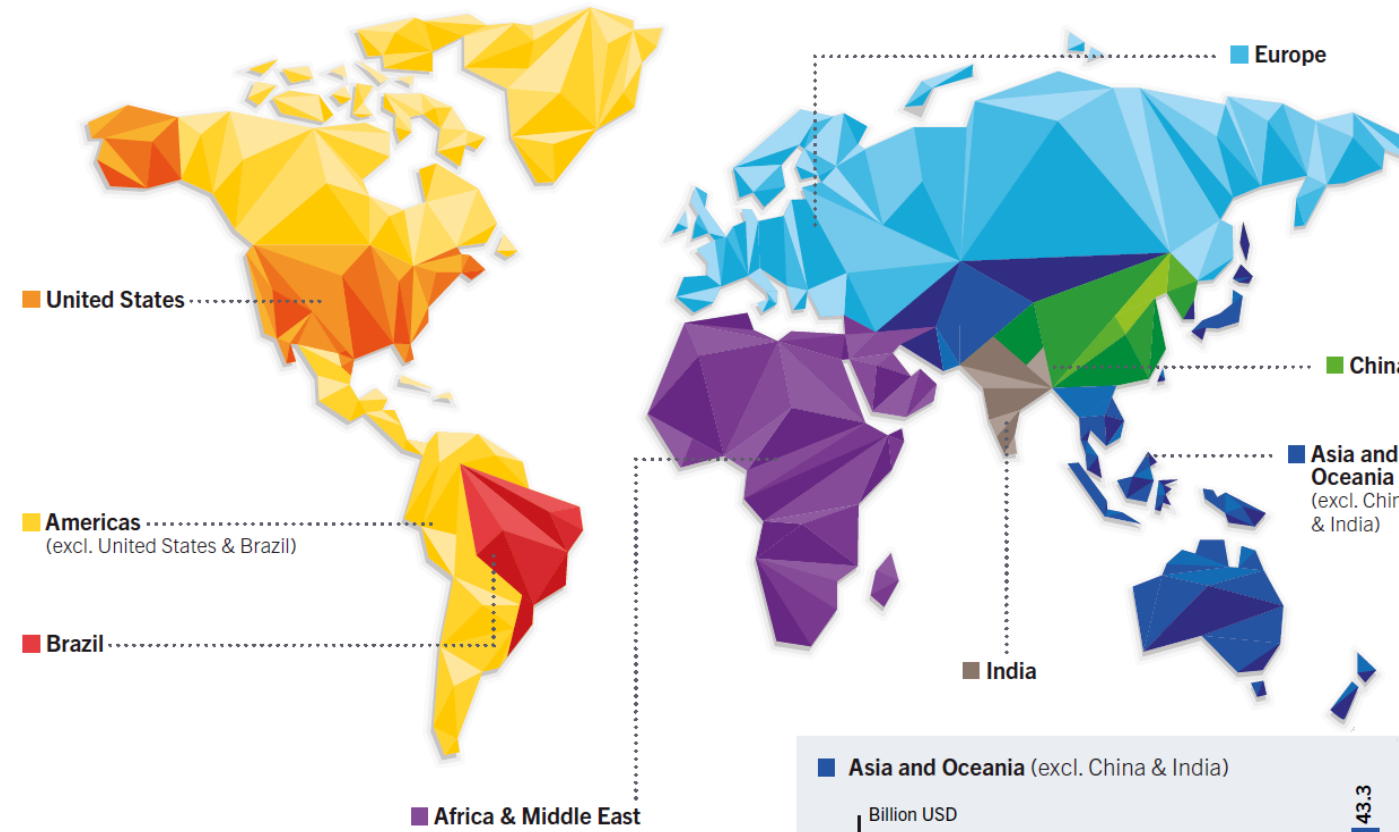 Europe
United States
China
Asia and
Oceania
(excl. Chin
& India)
Americas
(excl. United States & Brazil)
Brazil
India
Asia and Oceania (excl. China & India)
Billion USD
43.3
Africa & Middle East